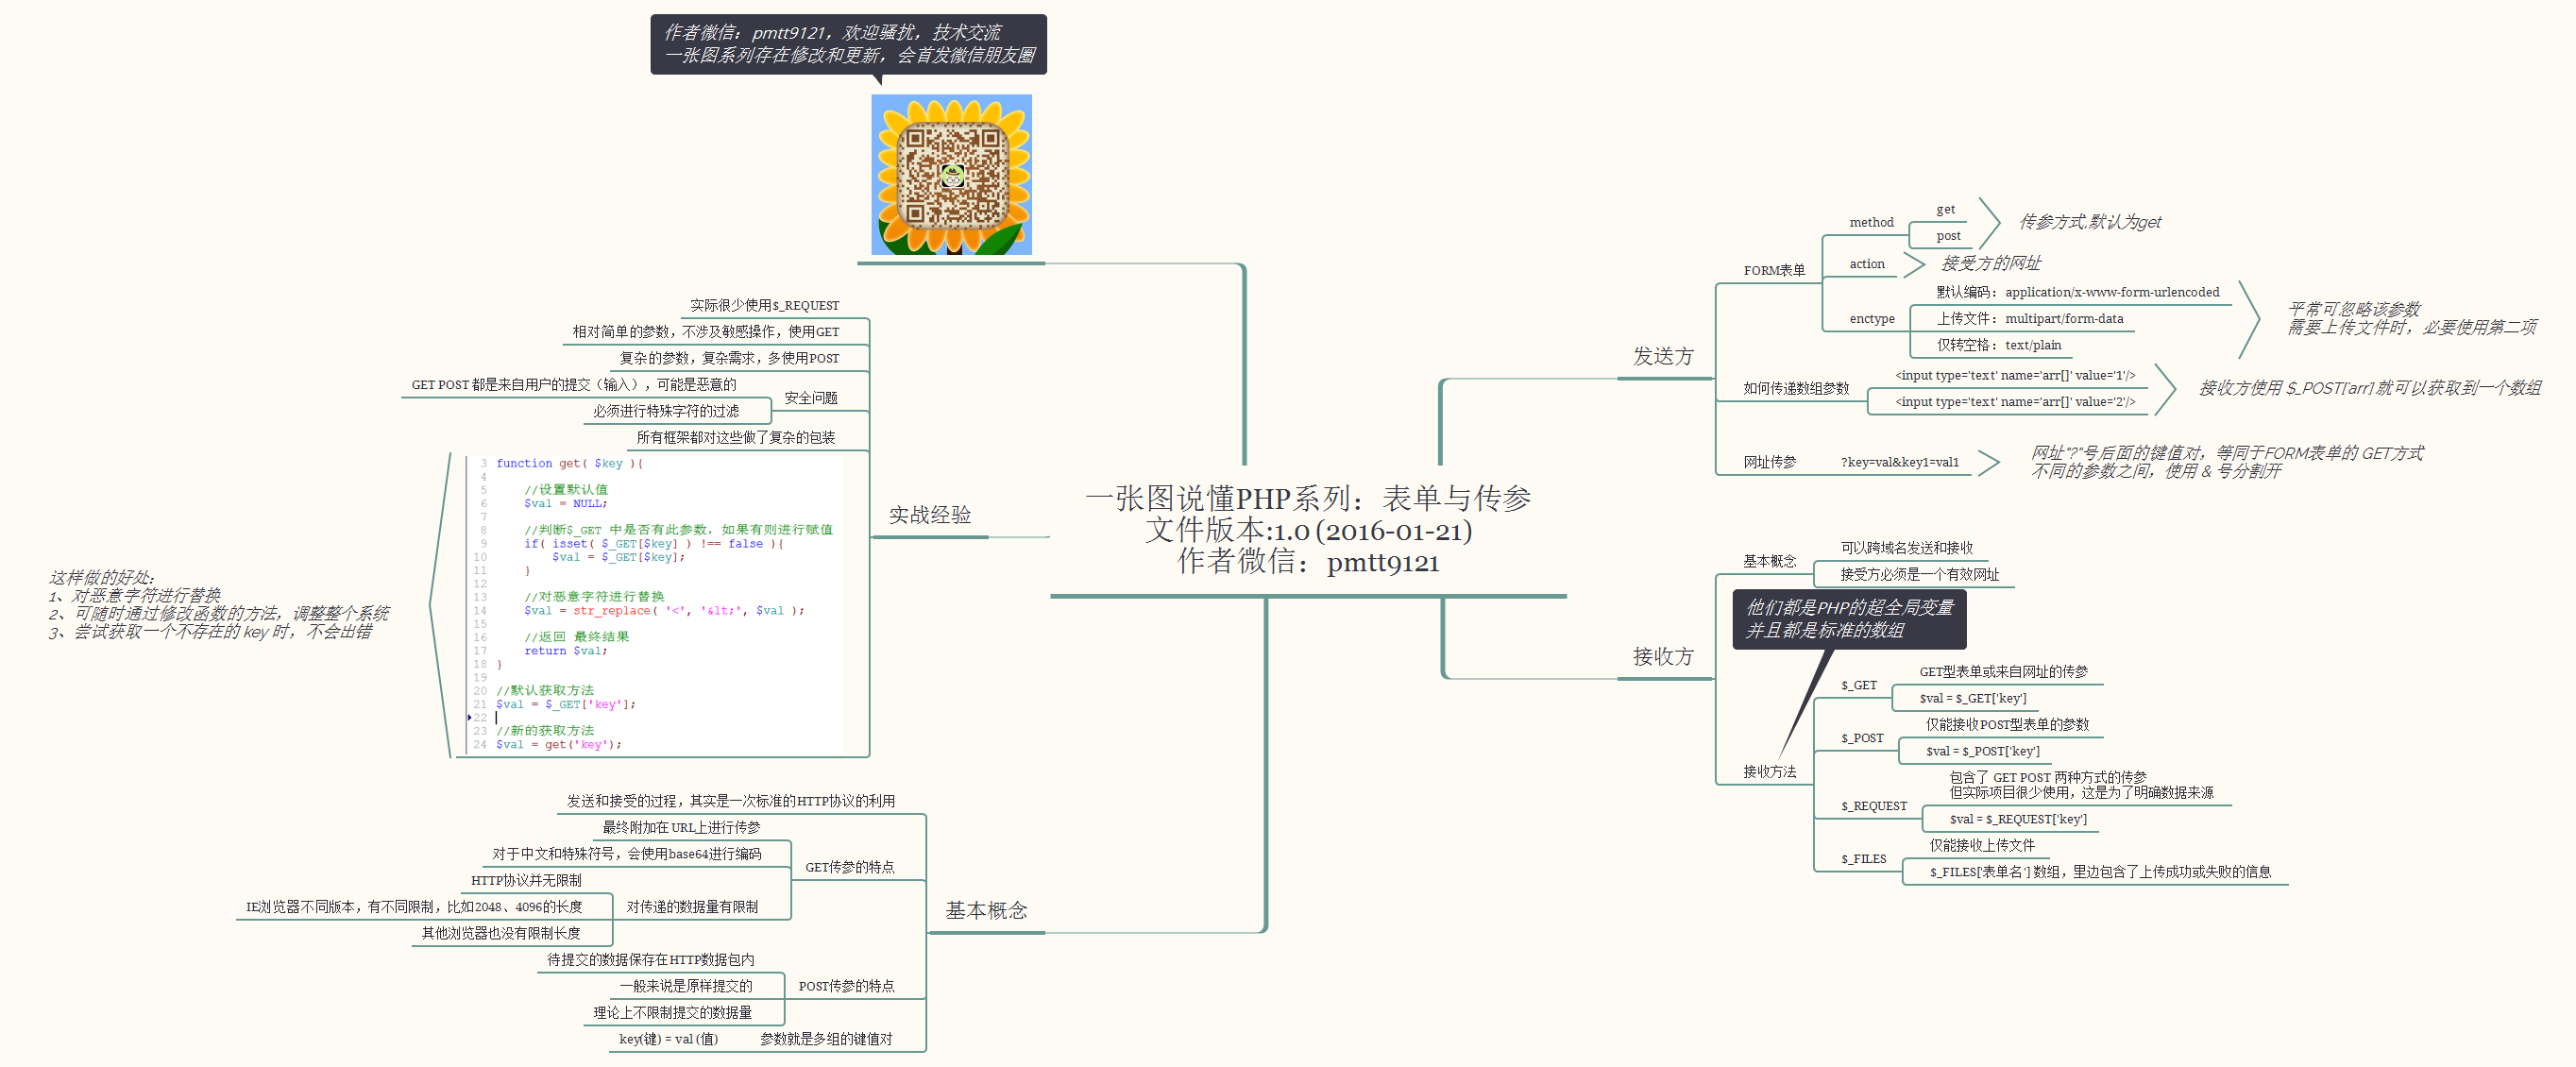 作者微信：pmtt9121，欢迎骚扰，技术交流
一张图系列存在修改和更新，会首发微信朋友圈
一张图说懂PHP系列：表单与传参
文件版本:1.0 (2016-01-21)
作者微信：pmtt9121
发送方
FORM表单
method
get
post
传参方式,默认为get
action
接受方的网址
enctype
默认编码：application/x-www-form-urlencoded
上传文件：multipart/form-data
仅转空格：text/plain
平常可忽略该参数
需要上传文件时，必要使用第二项
如何传递数组参数
<input type='text' name='arr[]' value='1'/>
<input type='text' name='arr[]' value='2'/>
接收方使用 $_POST['arr'] 就可以获取到一个数组
网址传参
?key=val&key1=val1
网址“?”号后面的键值对，等同于FORM表单的 GET方式
不同的参数之间，使用 & 号分割开
接收方
基本概念
可以跨域名发送和接收
接受方必须是一个有效网址
他们都是PHP的超全局变量
并且都是标准的数组
接收方法
$_GET
GET型表单或来自网址的传参
$val = $_GET['key']
$_POST
仅能接收POST型表单的参数
$val = $_POST['key']
$_REQUEST
包含了 GET POST 两种方式的传参
但实际项目很少使用，这是为了明确数据来源
$val = $_REQUEST['key']
$_FILES
仅能接收上传文件
$_FILES['表单名'] 数组，里边包含了上传成功或失败的信息
实战经验
实际很少使用$_REQUEST
相对简单的参数，不涉及敏感操作，使用GET
复杂的参数，复杂需求，多使用POST
安全问题
GET POST 都是来自用户的提交（输入），可能是恶意的
必须进行特殊字符的过滤
所有框架都对这些做了复杂的包装
3 function get( $key ){
4
5 //设置默认值
6 $val = NULL;
7
8 //判断$_GET 中是否有此参数，如果有则进行赋值
9 if( isset( $_GET[$key] ) !== false ){
10 $val = $_GET[$key];
11 }
12
13 //对恶意字符进行替换
14 $val = str_replace( '<', '&lt;', $val );
15
16 //返回 最终结果
17 return $val;
18 }
19
20 //默认获取方法
21 $val = $_GET['key'];
22
23 //新的获取方法
24 $val = get('key');
这样做的好处：
1、对恶意字符进行替换
2、可随时通过修改函数的方法，调整整个系统
3、尝试获取一个不存在的 key 时，不会出错
基本概念
发送和接受的过程，其实是一次标准的HTTP协议的利用
GET传参的特点
最终附加在 URL上进行传参
对于中文和特殊符号，会使用base64进行编码
对传递的数据量有限制
HTTP协议并无限制
IE浏览器不同版本，有不同限制，比如2048、4096的长度
其他浏览器也没有限制长度
POST传参的特点
待提交的数据保存在HTTP数据包内
一般来说是原样提交的
理论上不限制提交的数据量
参数就是多组的键值对
key(键) = val (值)